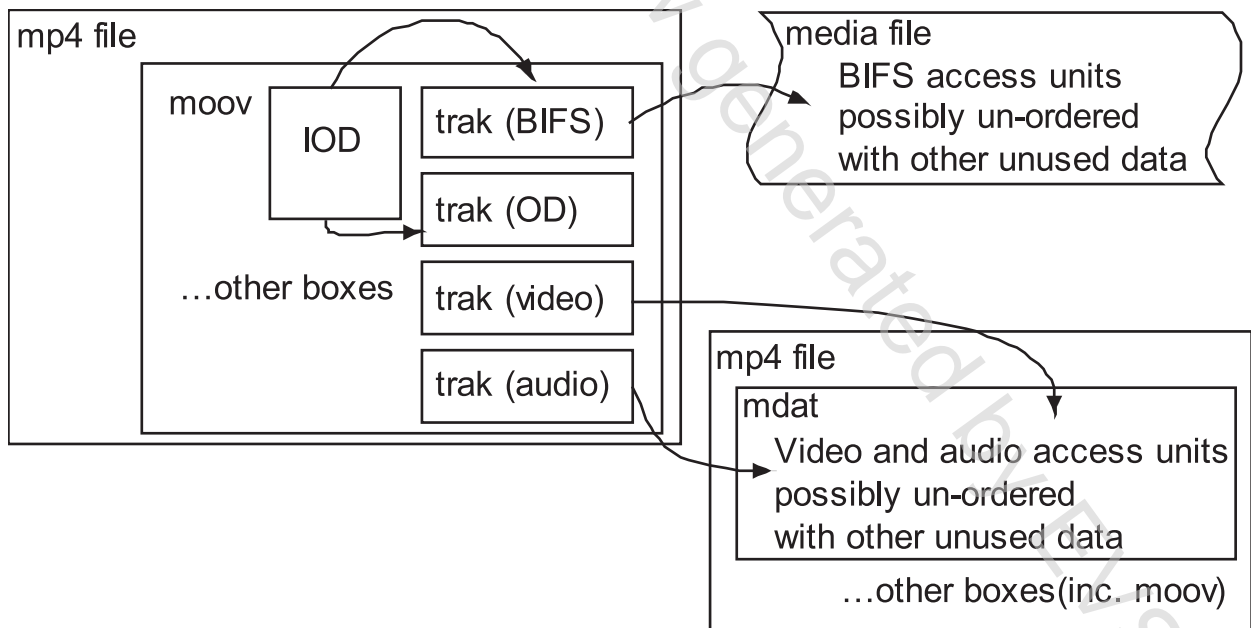 mp4 file
moov
IOD
trak (BIFS)
trak (OD)
trak (video)
trak (audio)
…other boxes
media file
BIFS access units
possibly un-ordered
with other unused data
mp4 file
mdat
Video and audio access units
possibly un-ordered
with other unused data
…other boxes(inc. moov)
generated by